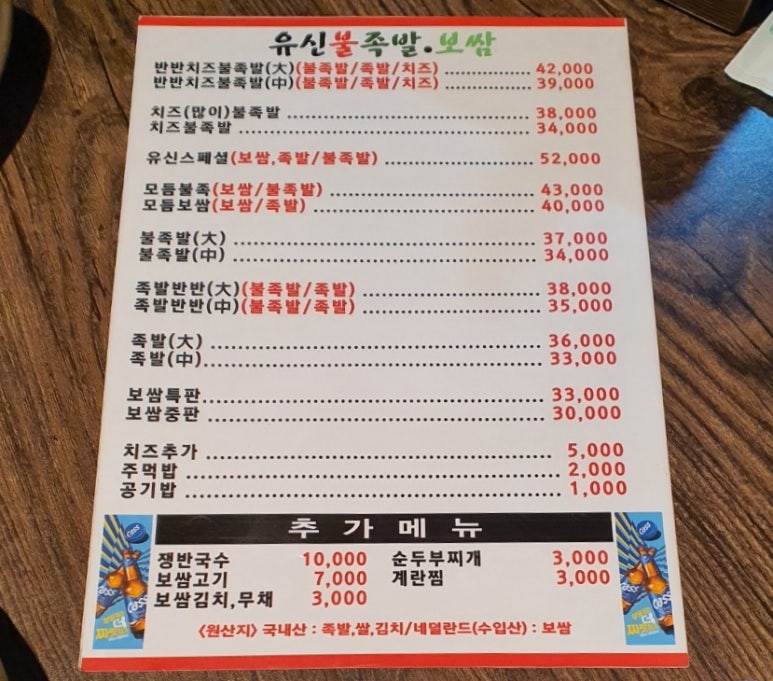 유신불족발.보쌈
반반치즈불족발(大)(불족발/족발/치즈) 42,000
반반치즈불족발(中)(불족발/족발/치즈) 39,000
치즈(많이)불족발 38,000
치즈불족발 34,000
유신스페셜(보쌈,족발/불족발) 52,000
모듬불족(보쌈/불족발) 43,000
모듬보쌈(보쌈/족발) 40,000
불족발(大) 37,000
불족발(中) 34,000
족발반반(大)(불족발/족발) 38,000
족발반반(中)(불족발/족발) 35,000
족발(大) 36,000
족발(中) 33,000
보쌈특판 33,000
보쌈중판 30,000
치즈추가 5,000
주먹밥 2,000
공기밥 1,000
추가메뉴
쟁반국수 10,000 순두부찌개 3,000
보쌈고기 7,000 계란찜 3,000
보쌈김치,무채 3,000
<원산지> 국내산 : 족발,쌀,김치/네덜란드(수입산) : 보쌈
cass
cass